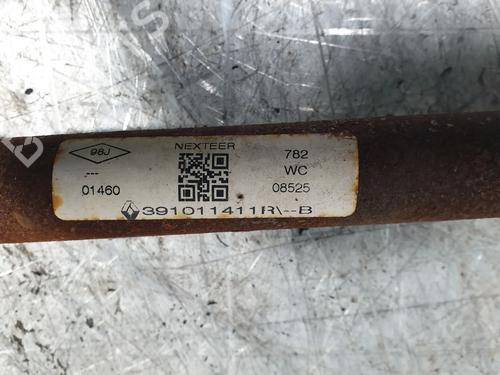 98J
NEXTEER
782
---
WC
01460
08525
391011411R\--B